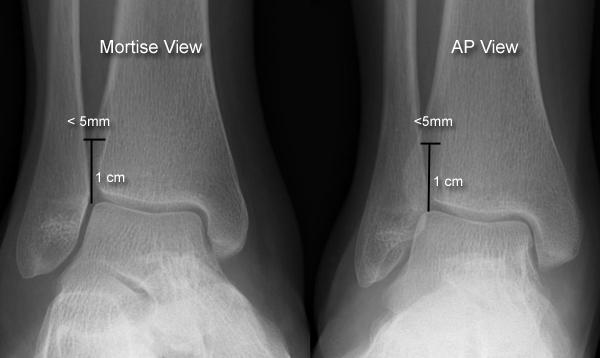 Mortise View
< 5mm
1 cm
AP View
<5mm
1 cm